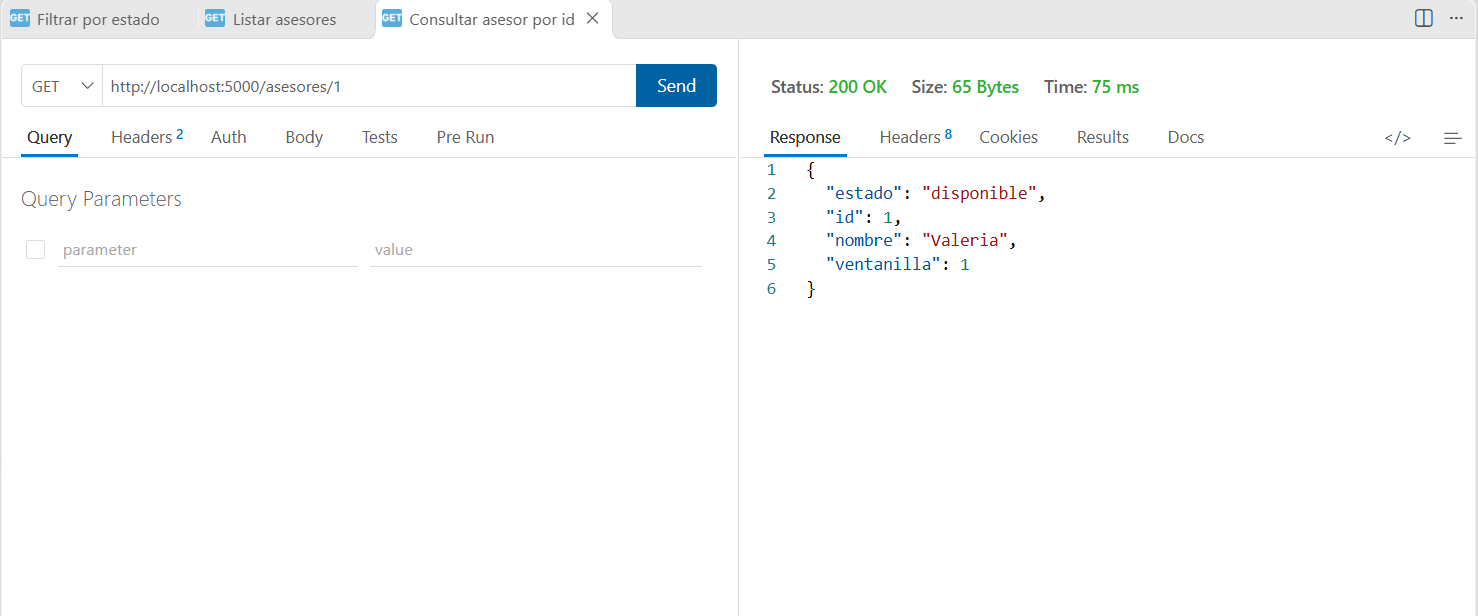 GET Filtrar por estado GET Listar asesores GET Consultar asesor por id
GET http://localhost:5000/asesores/1 Send
Query Headers 2 Auth Body Tests Pre Run
Query Parameters
parameter value
Status: 200 OK Size: 65 Bytes Time: 75 ms
Response Headers 8 Cookies Results Docs </>
1 {
2 "estado": "disponible",
3 "id": 1,
4 "nombre": "Valeria",
5 "ventanilla": 1
6 }